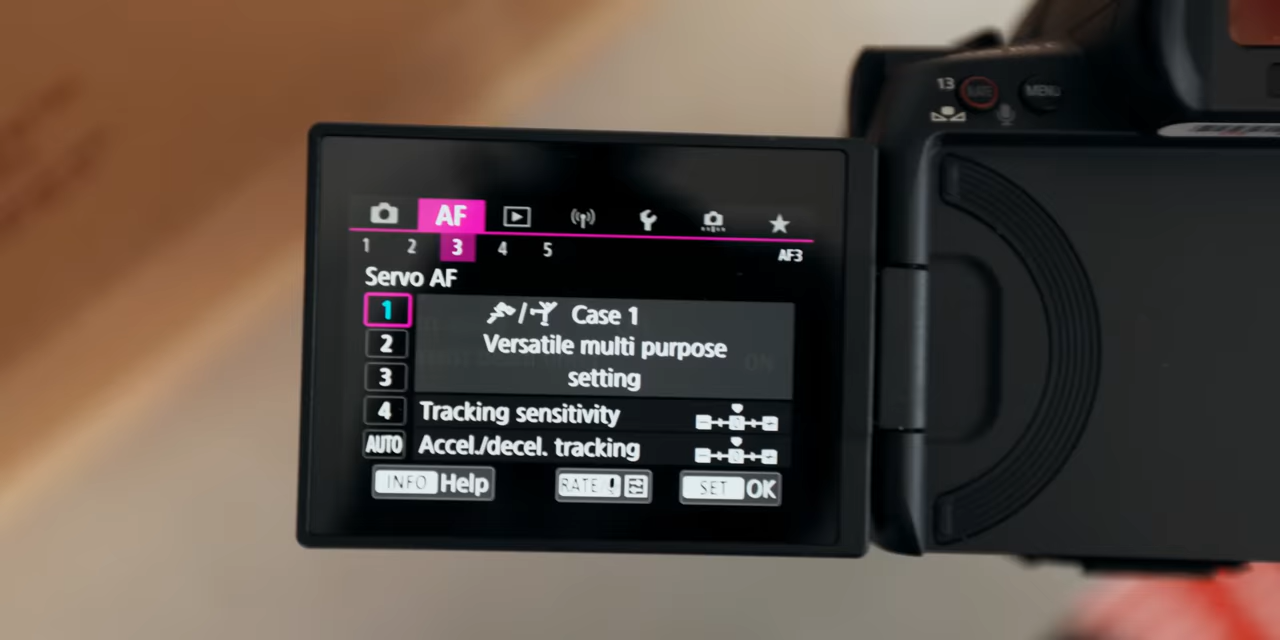 13
RATE
MENU
AF
1 2 3 4 5
AF3
Servo AF
1
Case 1
2
Versatile multi purpose
3
setting
4
Tracking sensitivity
AUTO
Accel./decel. tracking
INFO Help
RATE
SET OK